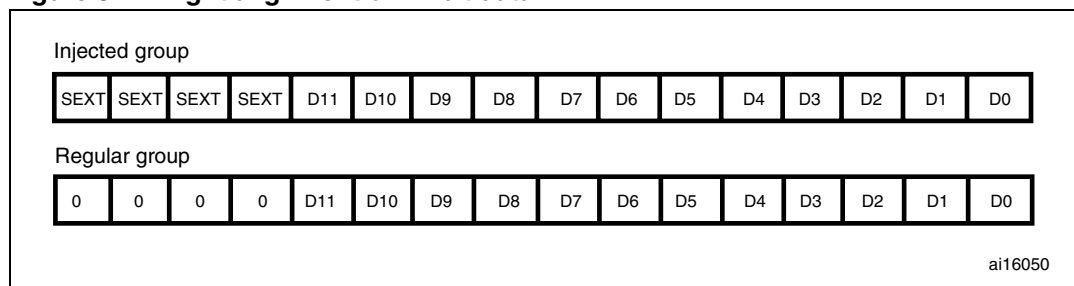 Injected group
SEXT SEXT SEXT SEXT D11 D10 D9 D8 D7 D6 D5 D4 D3 D2 D1 D0
Regular group
0 0 0 0 D11 D10 D9 D8 D7 D6 D5 D4 D3 D2 D1 D0
ai16050